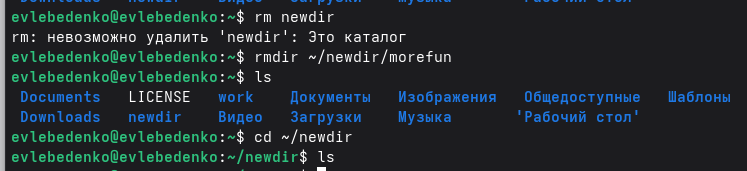 evlebedenko@evlebedenko:~$ rm newdir
rm: невозможно удалить 'newdir': Это каталог
evlebedenko@evlebedenko:~$ rmdir ~/newdir/morefun
evlebedenko@evlebedenko:~$ ls
Documents LICENSE work Документы Изображения Общедоступные Шаблоны
Downloads newdir Видео Загрузки Музыка 'Рабочий стол'
evlebedenko@evlebedenko:~$ cd ~/newdir
evlebedenko@evlebedenko:~/newdir$ ls